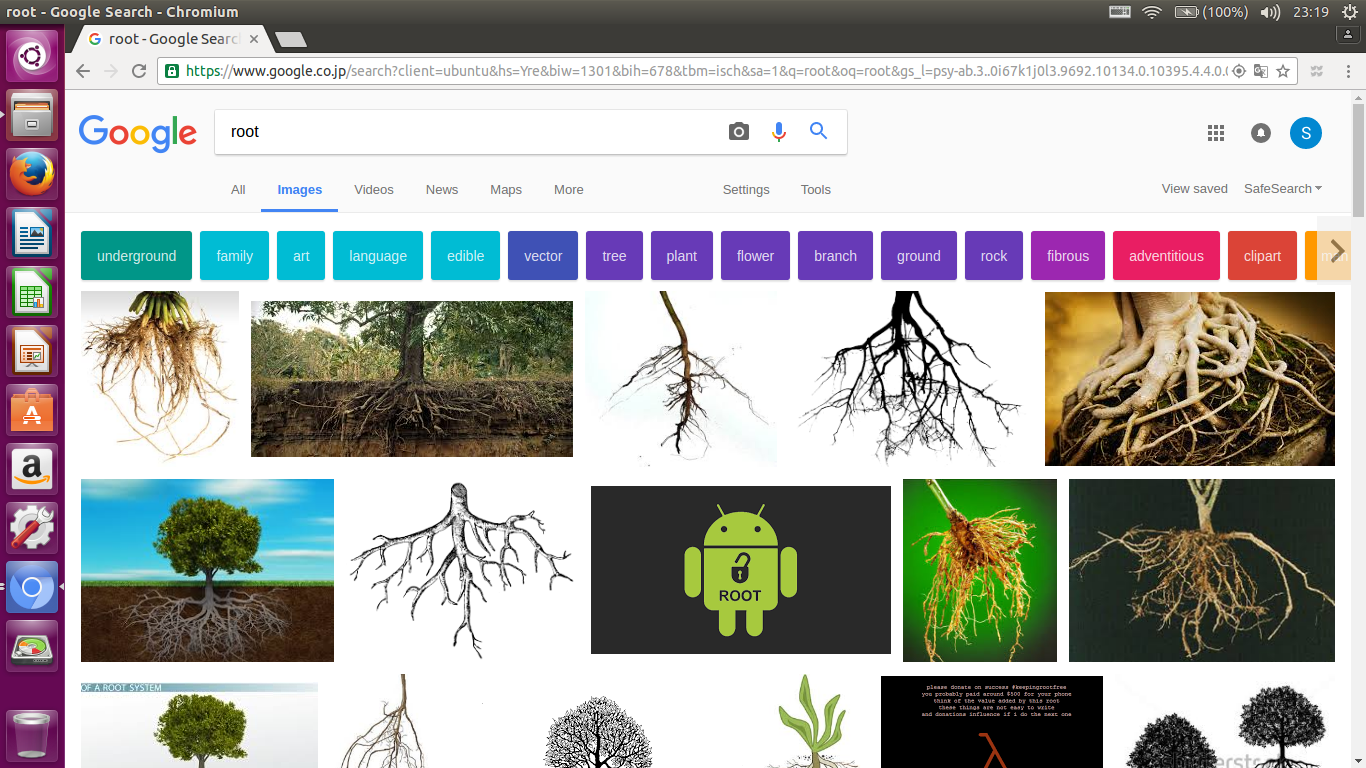 root - Google Search - Chromium
(100%)
23:19
root - Google Searc
https://www.google.co.jp/search?client=ubuntu&hs=Yre&biw=1301&bih=678&tbm=isch&sa=1&q=root&oq=root&gs_l=psy-ab.3..0i67k1j0l3.9692.10134.0.10395.4.4.0.0
Google
root
S
All
Images
Videos
News
Maps
More
Settings
Tools
View saved
SafeSearch
underground
family
art
language
edible
vector
tree
plant
flower
branch
ground
rock
fibrous
adventitious
clipart
ROOT
OF A ROOT SYSTEM
please donate on success #keepingrootfree
you probably paid around $500 for your phone
think of the value added by this root
these things are not easy to write
and donations influence if i do the next one
λ